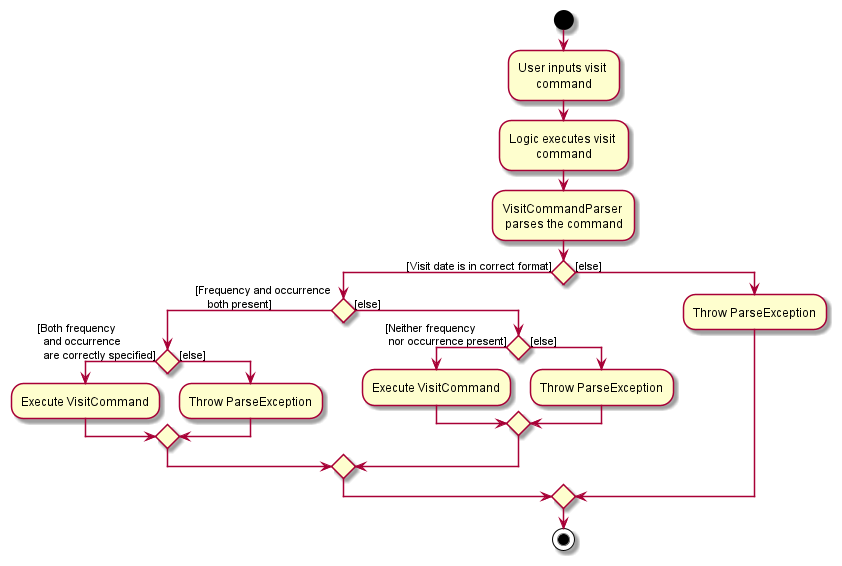 User inputs visit
command
Logic executes visit
command
VisitCommandParser
parses the command
[Visit date is in correct format]
[else]
[Frequency and occurrence
both present]
[else]
Throw ParseException
[Both frequency
and occurrence
are correctly specified]
[else]
[Neither frequency
nor occurrence present]
[else]
Execute VisitCommand
Throw ParseException
Execute VisitCommand
Throw ParseException